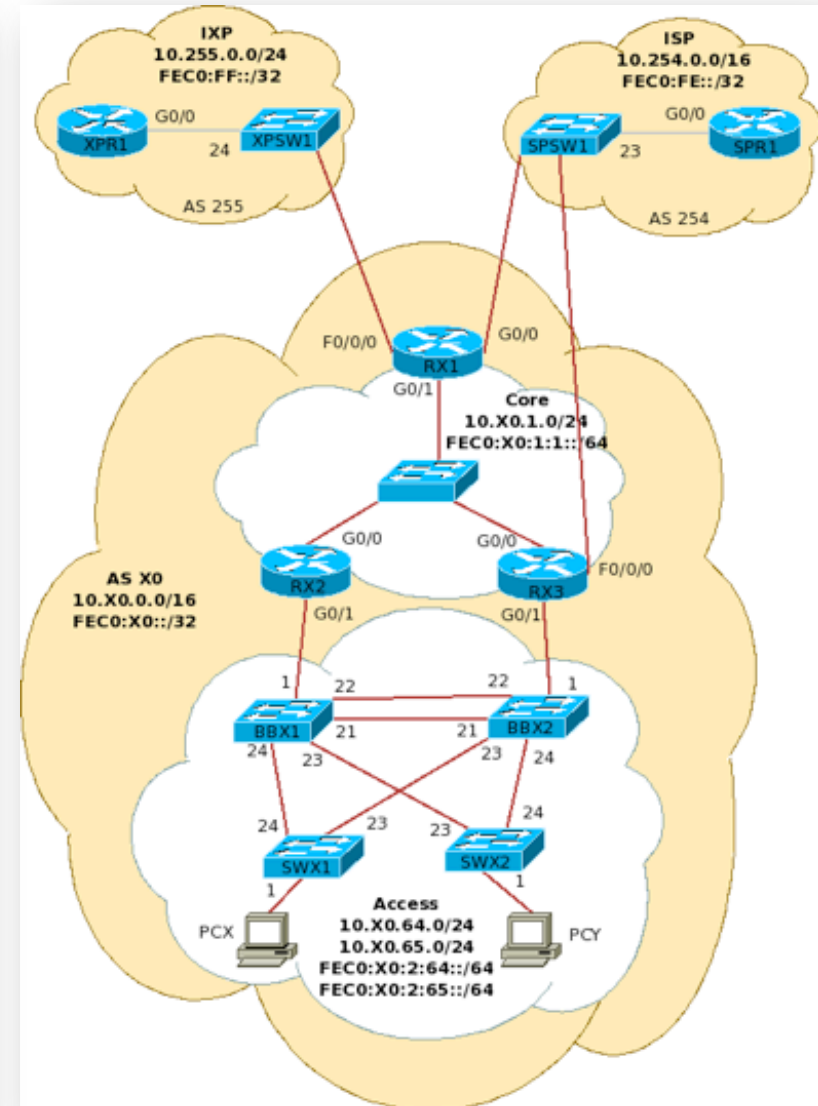 IXP
10.255.0.0/24
FEC0:FF::/32
G0/0
XPR1
24
XPSW1
AS 255
ISP
10.254.0.0/16
FEC0:FE::/32
G0/0
SPSW1
23
SPR1
AS 254
F0/0/0
G0/0
RX1
G0/1
Core
10.X0.1.0/24
FEC0:X0:1:1::/64
G0/0
G0/0
RX2
RX3
F0/0/0
AS X0
10.X0.0.0/16
FEC0:X0::/32
G0/1
G0/1
1
22
22
1
BBX1
21
21
BBX2
24
23
23
24
24
23
23
24
SWX1
SWX2
1
1
PCX
PCY
Access
10.X0.64.0/24
10.X0.65.0/24
FEC0:X0:2:64::/64
FEC0:X0:2:65::/64